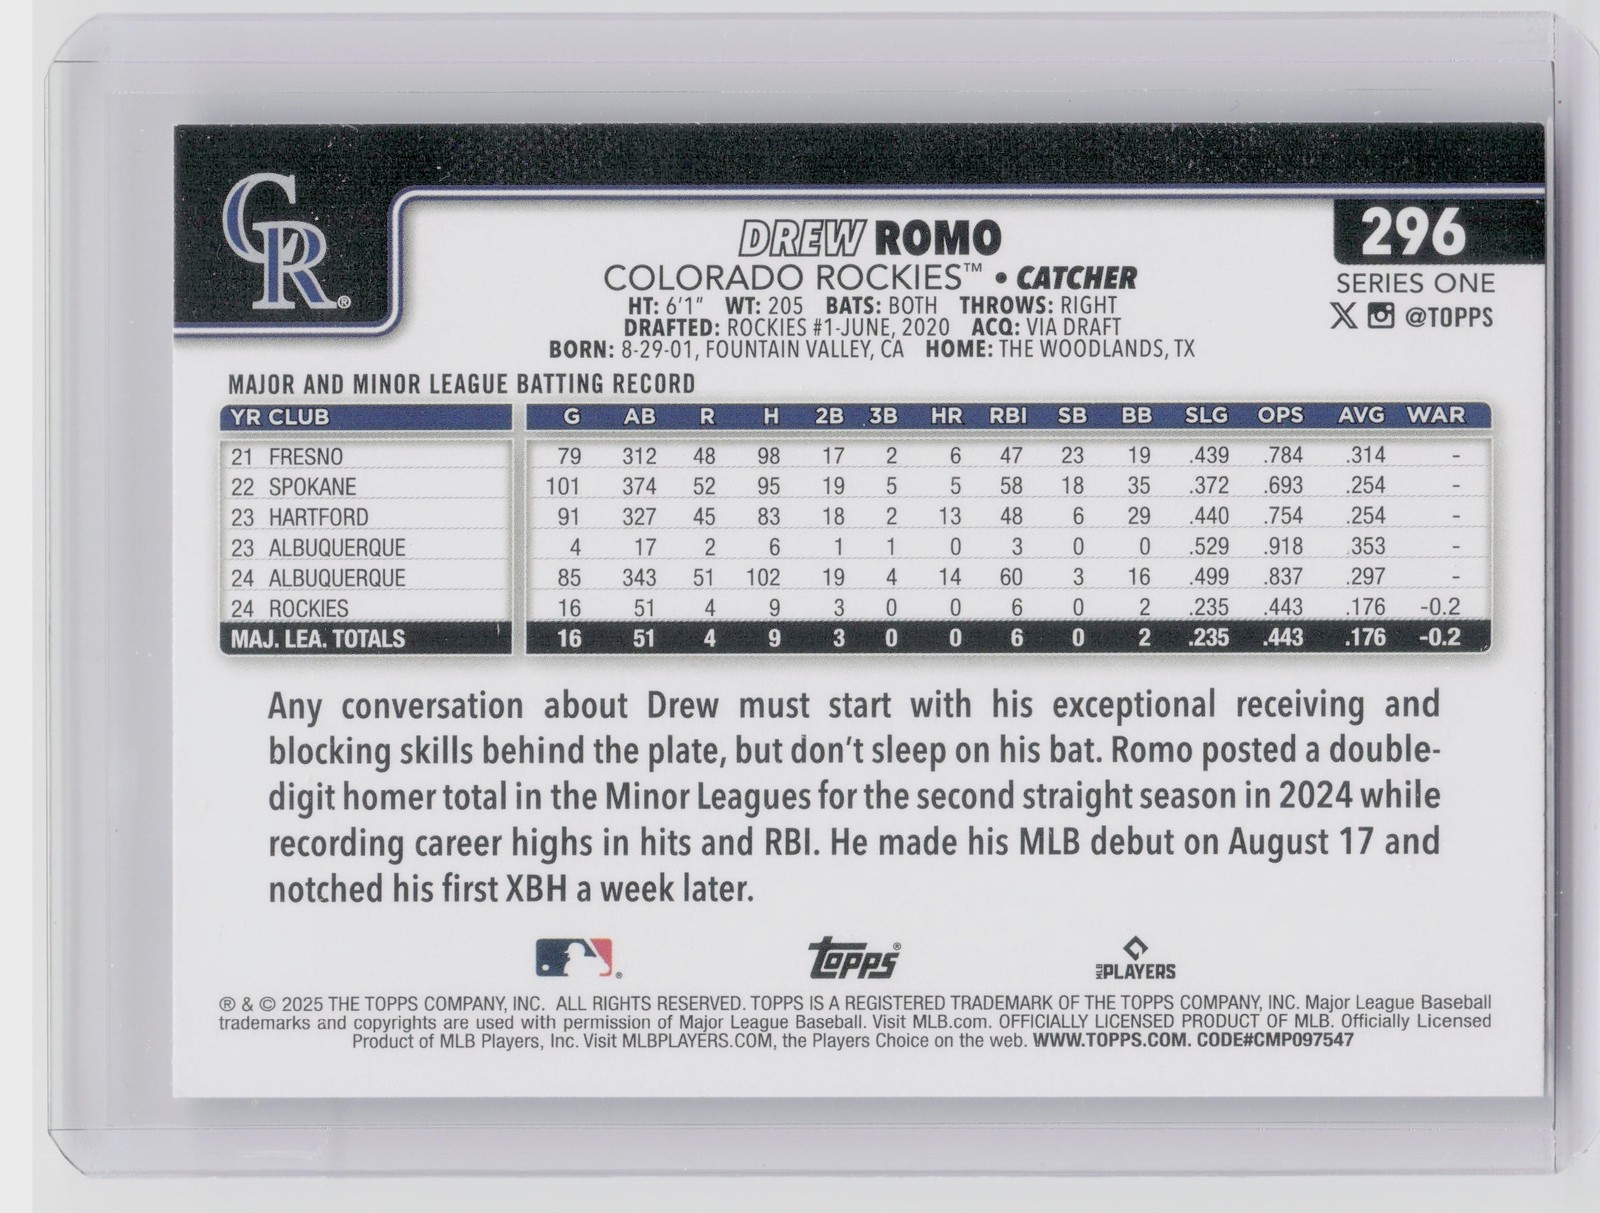 CR®
DREW ROMO
COLORADO ROCKIES™ • CATCHER
HT: 6'1" WT: 205 BATS: BOTH THROWS: RIGHT
DRAFTED: ROCKIES #1-JUNE, 2020 ACQ: VIA DRAFT
BORN: 8-29-01, FOUNTAIN VALLEY, CA HOME: THE WOODLANDS, TX
296
SERIES ONE
X @TOPPS
MAJOR AND MINOR LEAGUE BATTING RECORD
YR CLUB G AB R H 2B 3B HR RBI SB BB SLG OPS AVG WAR
21 FRESNO 79 312 48 98 17 2 6 47 23 19 .439 .784 .314 -
22 SPOKANE 101 374 52 95 19 5 5 58 18 35 .372 .693 .254 -
23 HARTFORD 91 327 45 83 18 2 13 48 6 29 .440 .754 .254 -
23 ALBUQUERQUE 4 17 2 6 1 1 0 3 0 0 .529 .918 .353 -
24 ALBUQUERQUE 85 343 51 102 19 4 14 60 3 16 .499 .837 .297 -
24 ROCKIES 16 51 4 9 3 0 0 6 0 2 .235 .443 .176 -0.2
MAJ. LEA. TOTALS 16 51 4 9 3 0 0 6 0 2 .235 .443 .176 -0.2
Any conversation about Drew must start with his exceptional receiving and
blocking skills behind the plate, but don't sleep on his bat. Romo posted a double-
digit homer total in the Minor Leagues for the second straight season in 2024 while
recording career highs in hits and RBI. He made his MLB debut on August 17 and
notched his first XBH a week later.
topps®
MLB PLAYERS
® & © 2025 THE TOPPS COMPANY, INC. ALL RIGHTS RESERVED. TOPPS IS A REGISTERED TRADEMARK OF THE TOPPS COMPANY, INC. Major League Baseball
trademarks and copyrights are used with permission of Major League Baseball. Visit MLB.com. OFFICIALLY LICENSED PRODUCT OF MLB. Officially Licensed
Product of MLB Players, Inc. Visit MLBPLAYERS.COM, the Players Choice on the web. WWW.TOPPS.COM. CODE#CMP097547